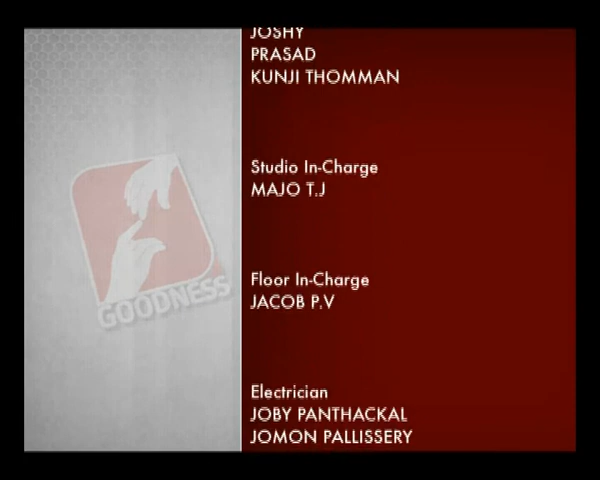 JOSHY
PRASAD
KUNJI THOMMAN
Studio In-Charge
MAJO T.J
GOODNESS
Floor In-Charge
JACOB P.V
Electrician
JOBY PANTHACKAL
JOMON PALLISSERY